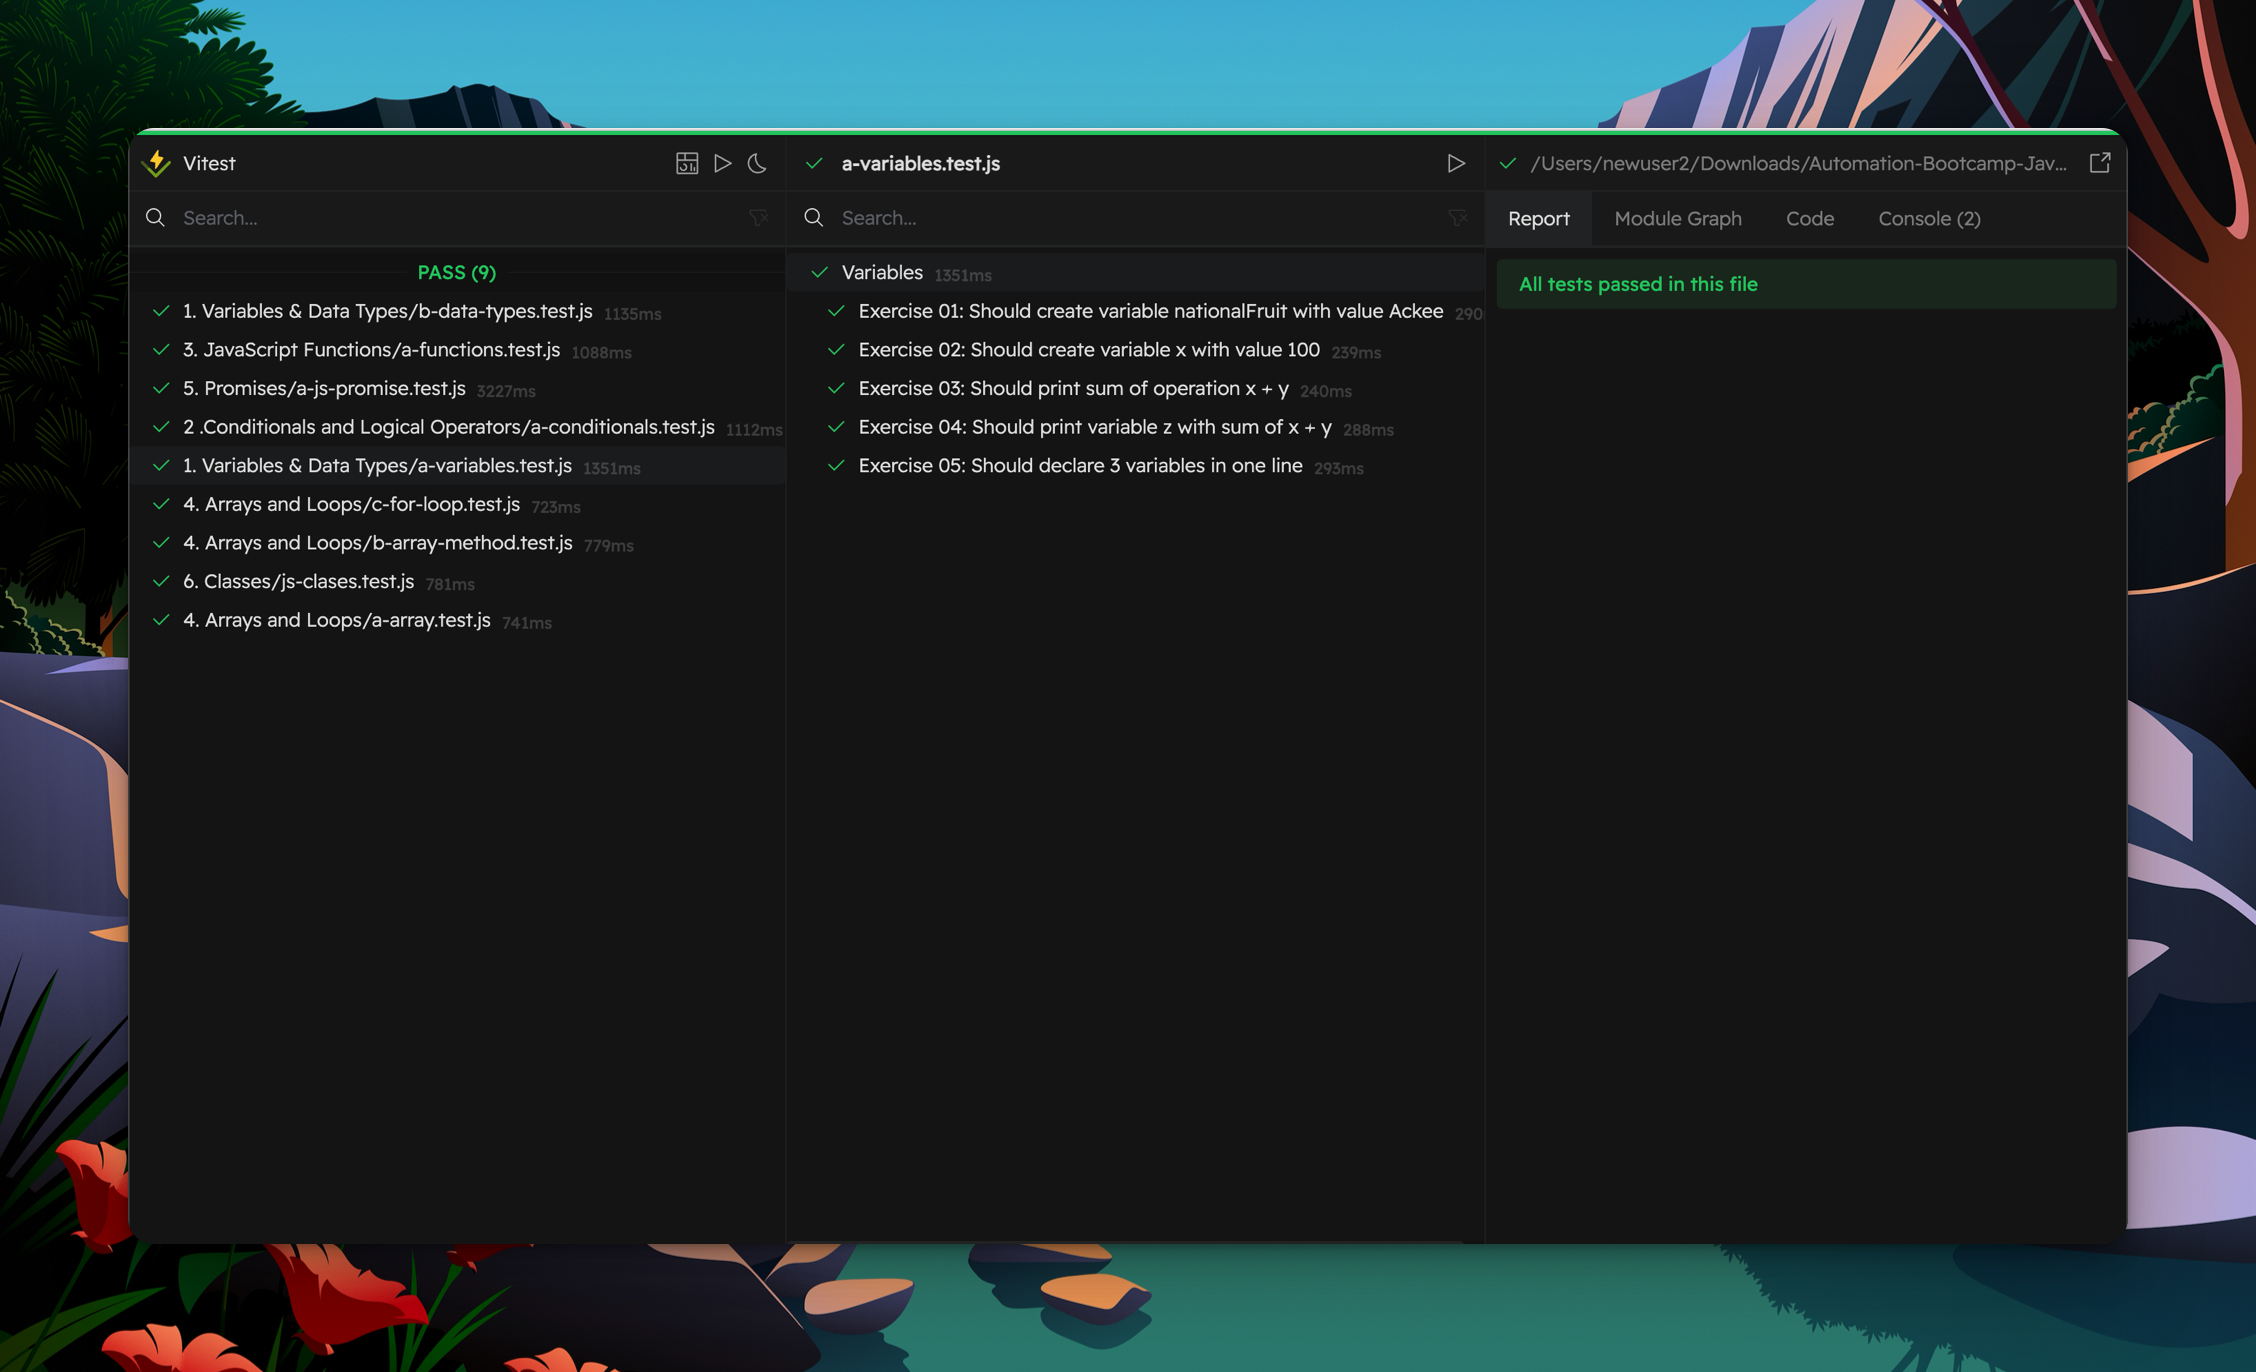 Vitest
Search...
PASS (9)
1. Variables & Data Types/b-data-types.test.js 1135ms
3. JavaScript Functions/a-functions.test.js 1088ms
5. Promises/a-js-promise.test.js 3227ms
2 .Conditionals and Logical Operators/a-conditionals.test.js 1112ms
1. Variables & Data Types/a-variables.test.js 1351ms
4. Arrays and Loops/c-for-loop.test.js 723ms
4. Arrays and Loops/b-array-method.test.js 779ms
6. Classes/js-clases.test.js 781ms
4. Arrays and Loops/a-array.test.js 741ms
a-variables.test.js
Search...
Variables 1351ms
Exercise 01: Should create variable nationalFruit with value Ackee 290
Exercise 02: Should create variable x with value 100 239ms
Exercise 03: Should print sum of operation x + y 240ms
Exercise 04: Should print variable z with sum of x + y 288ms
Exercise 05: Should declare 3 variables in one line 293ms
/Users/newuser2/Downloads/Automation-Bootcamp-Jav...
Report Module Graph Code Console (2)
All tests passed in this file